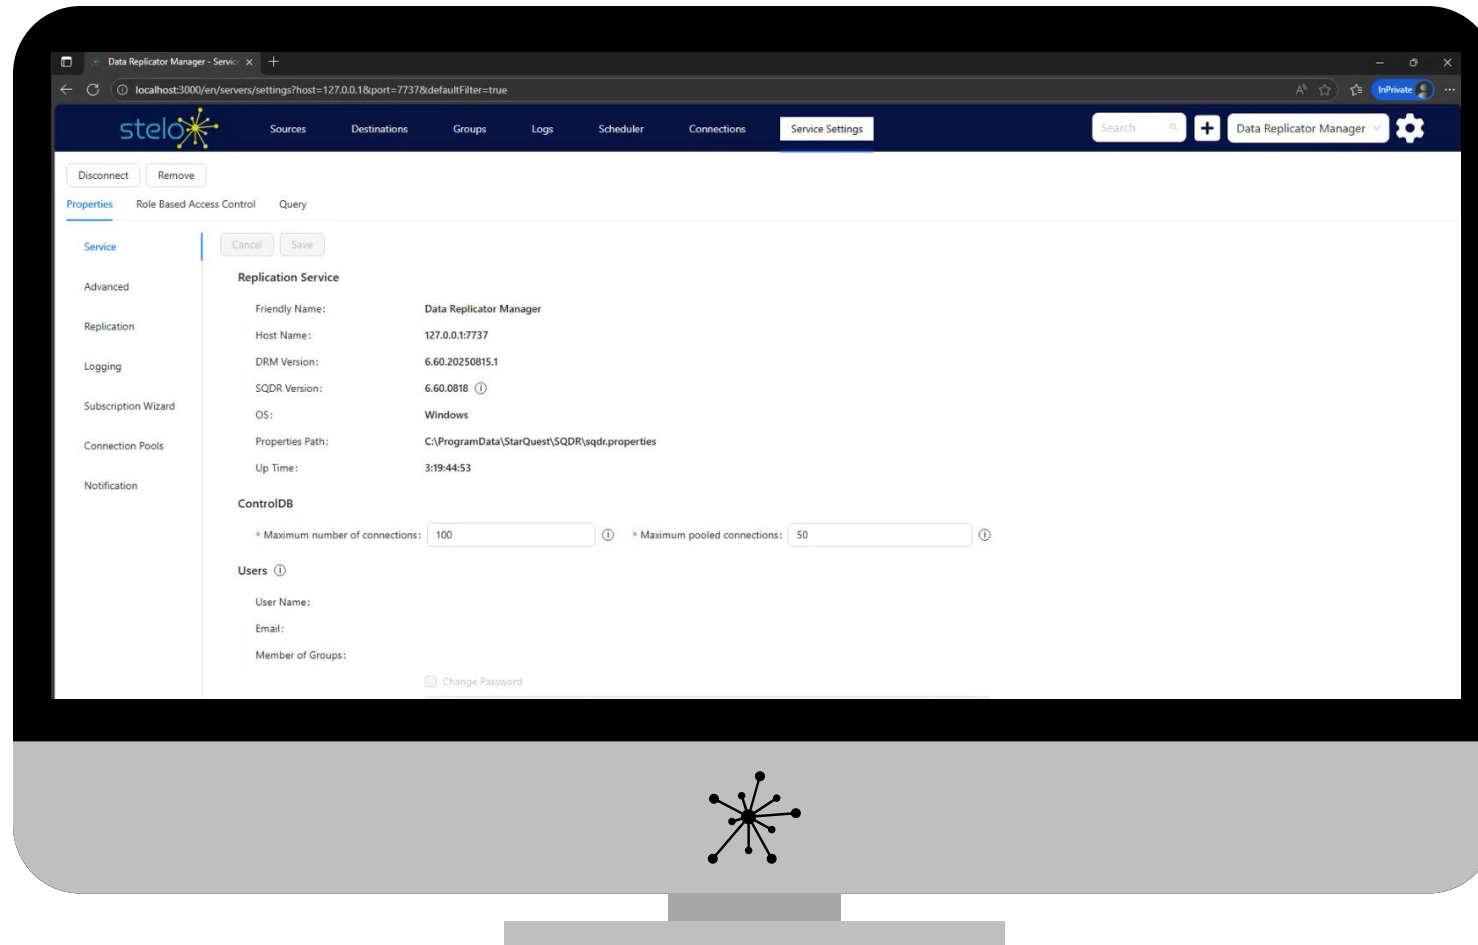 Data Replicator Manager - Servic
localhost:3000/en/servers/settings?host=127.0.0.1&port=7737&defaultFilter=true
InPrivate
stelo
Sources Destinations Groups Logs Scheduler Connections Service Settings
Search
Data Replicator Manager
Disconnect Remove
Properties Role Based Access Control Query
Service
Advanced
Replication
Logging
Subscription Wizard
Connection Pools
Notification
Cancel Save
Replication Service
Friendly Name: Data Replicator Manager
Host Name: 127.0.0.1:7737
DRM Version: 6.60.20250815.1
SQDR Version: 6.60.0818
OS: Windows
Properties Path: C:\ProgramData\StarQuest\SQDR\sqdr.properties
Up Time: 3:19:44:53
ControlDB
* Maximum number of connections: 100 * Maximum pooled connections: 50
Users
User Name:
Email:
Member of Groups:
Change Password